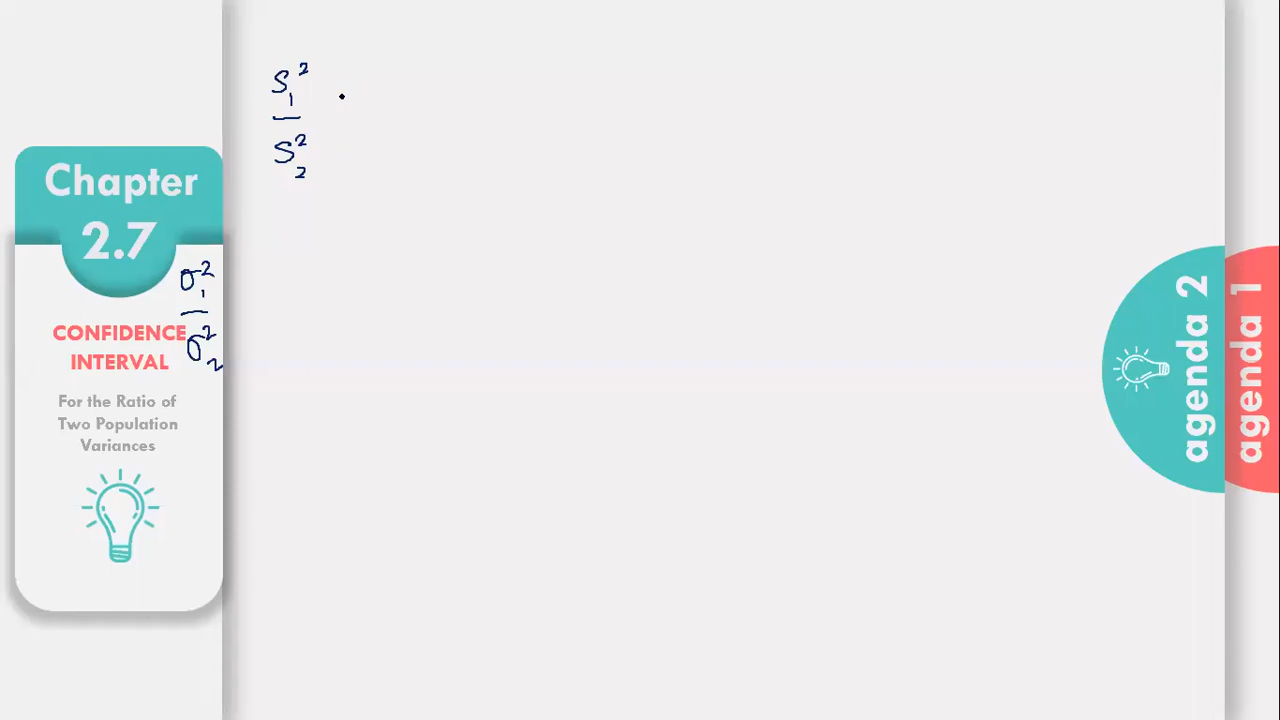 Chapter
2.7
CONFIDENCE
INTERVAL
For the Ratio of
Two Population
Variances
σ₁²
—
σ₂²
S₁²
—
S₂²
agenda 2
agenda 1